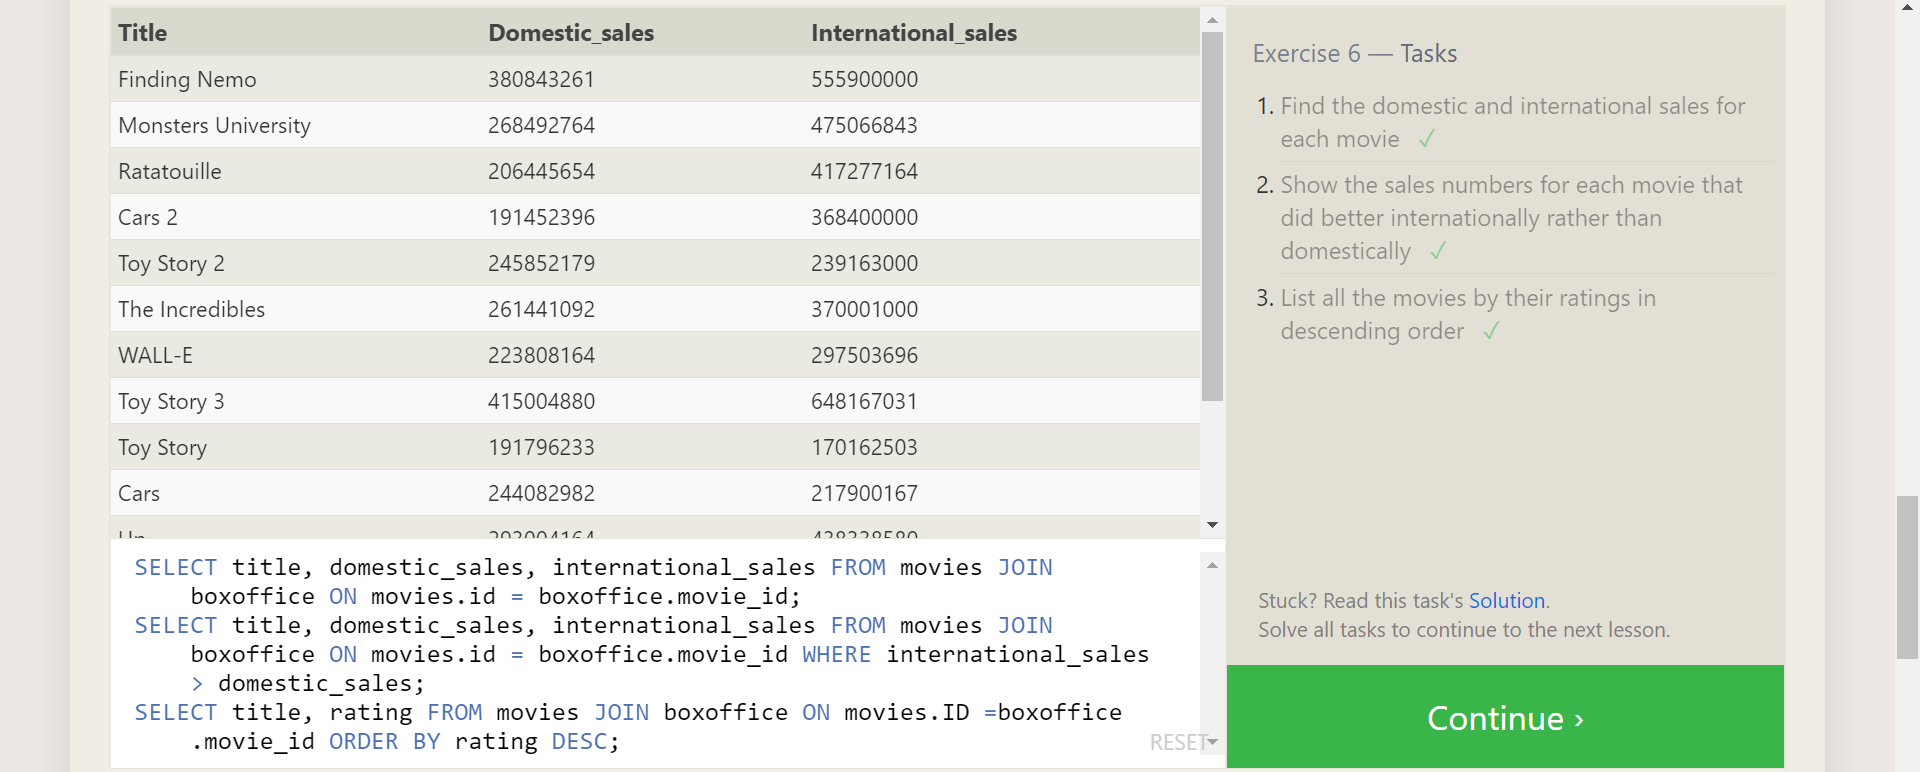 Title Domestic_sales International_sales
Finding Nemo 380843261 555900000
Monsters University 268492764 475066843
Ratatouille 206445654 417277164
Cars 2 191452396 368400000
Toy Story 2 245852179 239163000
The Incredibles 261441092 370001000
WALL-E 223808164 297503696
Toy Story 3 415004880 648167031
Toy Story 191796233 170162503
Cars 244082982 217900167
Up 293004164 438338580
SELECT title, domestic_sales, international_sales FROM movies JOIN
boxoffice ON movies.id = boxoffice.movie_id;
SELECT title, domestic_sales, international_sales FROM movies JOIN
boxoffice ON movies.id = boxoffice.movie_id WHERE international_sales
> domestic_sales;
SELECT title, rating FROM movies JOIN boxoffice ON movies.ID =boxoffice
.movie_id ORDER BY rating DESC;
RESET
Exercise 6 — Tasks
1. Find the domestic and international sales for
each movie ✓
2. Show the sales numbers for each movie that
did better internationally rather than
domestically ✓
3. List all the movies by their ratings in
descending order ✓
Stuck? Read this task's Solution.
Solve all tasks to continue to the next lesson.
Continue ›